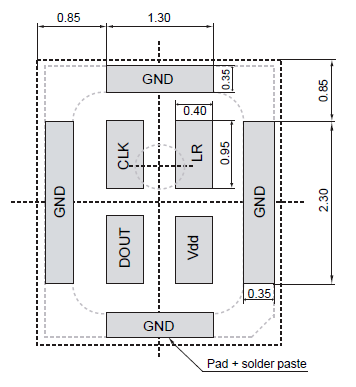 0.85
1.30
GND
0.35
0.85
0.40
CLK
LR
0.95
GND
GND
2.30
DOUT
Vdd
0.35
GND
Pad + solder paste